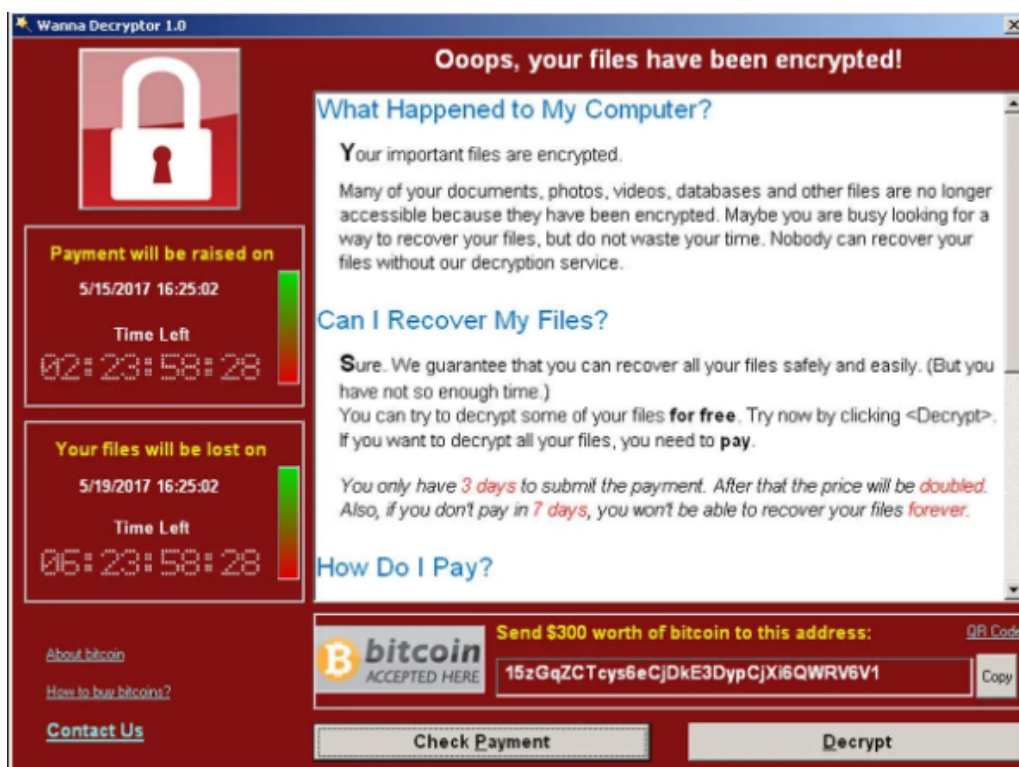 Wanna Decryptor 1.0
Ooops, your files have been encrypted!
Payment will be raised on
5/15/2017 16:25:02
Time Left
02:23:58:28
Your files will be lost on
5/19/2017 16:25:02
Time Left
06:23:58:28
About bitcoin
How to buy bitcoins?
Contact Us
What Happened to My Computer?
Your important files are encrypted.
Many of your documents, photos, videos, databases and other files are no longer
accessible because they have been encrypted. Maybe you are busy looking for a
way to recover your files, but do not waste your time. Nobody can recover your
files without our decryption service.
Can I Recover My Files?
Sure. We guarantee that you can recover all your files safely and easily. (But you
have not so enough time.)
You can try to decrypt some of your files for free. Try now by clicking <Decrypt>.
If you want to decrypt all your files, you need to pay.
You only have 3 days to submit the payment. After that the price will be doubled.
Also, if you don't pay in 7 days, you won't be able to recover your files forever.
How Do I Pay?
bitcoin
ACCEPTED HERE
Send $300 worth of bitcoin to this address:
QR Code
15zGqZCTcys6eCjDkE3DypCjXi6QWRV6V1
Copy
Check Payment
Decrypt